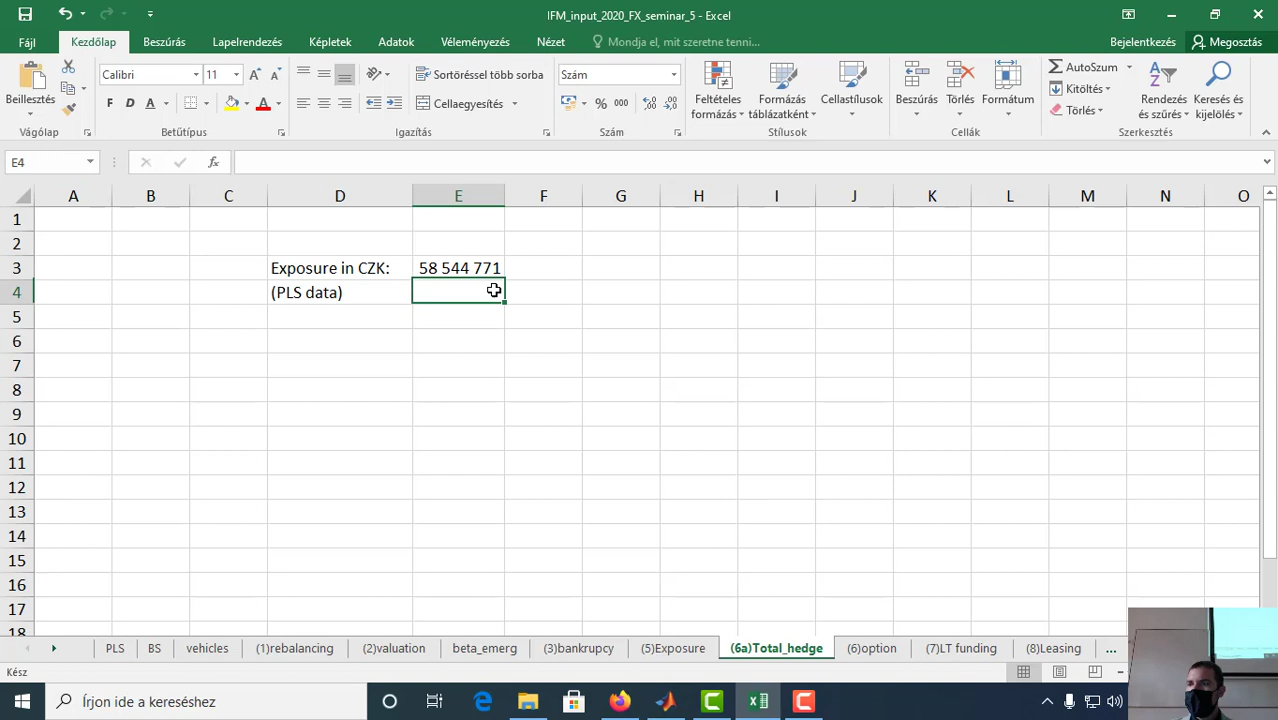 IFM_input_2020_FX_seminar_5 - Excel
Fájl Kezdőlap Beszúrás Lapelrendezés Képletek Adatok Véleményezés Nézet Mondja el, mit szeretne tenni... Bejelentkezés Megosztás
Beillesztés
Calibri 11
F D A
A A
Sortöréssel több sorba
Cellaegyesítés
Szám
% 000
Feltételes formázás
Formázás táblázatként
Cellastílusok
Beszúrás Törlés Formátum
AutoSzum
Kitöltés
Törlés
Rendezés és szűrés
Keresés és kijelölés
Vágólap Betűtípus Igazítás Szám Stílusok Cellák Szerkesztés
E4 fx
A B C D E F G H I J K L M N O
1
2
3 Exposure in CZK: 58 544 771
4 (PLS data)
5
6
7
8
9
10
11
12
13
14
15
16
17
18
PLS BS vehicles (1)rebalancing (2)valuation beta_emerg (3)bankrupcy (5)Exposure (6a)Total_hedge (6)option (7)LT funding (8)Leasing ...
Kész
Írjon ide a kereséshez